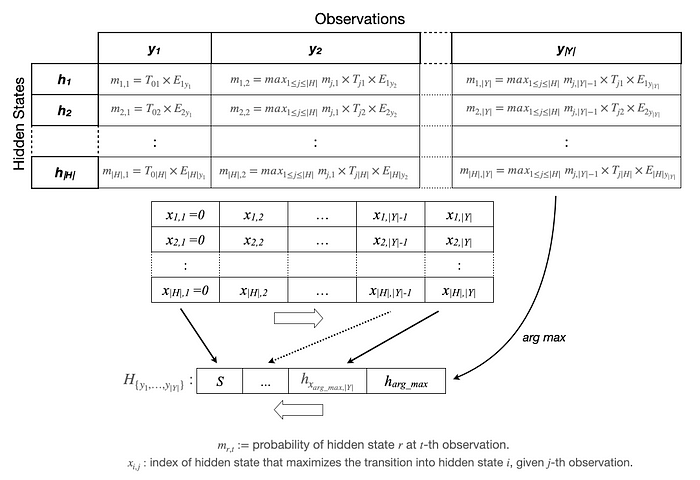 Observations
y₁ y₂ y|Y|
Hidden States
h₁ m₁,₁ = T₀₁ × E₁y₁ m₁,₂ = max₁≤j≤|H| mⱼ,₁ × Tⱼ₁ × E₁y₂ m₁,|Y| = max₁≤j≤|H| mⱼ,|Y|−1 × Tⱼ₁ × E₁y|Y|
h₂ m₂,₁ = T₀₂ × E₂y₁ m₂,₂ = max₁≤j≤|H| mⱼ,₁ × Tⱼ₂ × E₂y₂ m₂,|Y| = max₁≤j≤|H| mⱼ,|Y|−1 × Tⱼ₂ × E₂y|Y|
: : :
h|H| m|H|,₁ = T₀|H| × E|H|y₁ m|H|,₂ = max₁≤j≤|H| mⱼ,₁ × Tⱼ|H| × E|H|y₂ m|H|,|Y| = max₁≤j≤|H| mⱼ,|Y|−1 × Tⱼ|H| × E|H|y|Y|
x₁,₁ =0 x₁,₂ ... x₁,|Y|-1 x₁,|Y|
x₂,₁ =0 x₂,₂ ... x₂,|Y|-1 x₂,|Y|
: :
x|H|,₁ =0 x|H|,₂ ... x|H|,|Y|-1 x|H|,|Y|
arg max
H{y₁,...,y|Y|} : S ... hx arg_max,|Y| harg_max
mᵣ,ₜ := probability of hidden state r at t-th observation.
xᵢ,ⱼ : index of hidden state that maximizes the transition into hidden state i, given j-th observation.